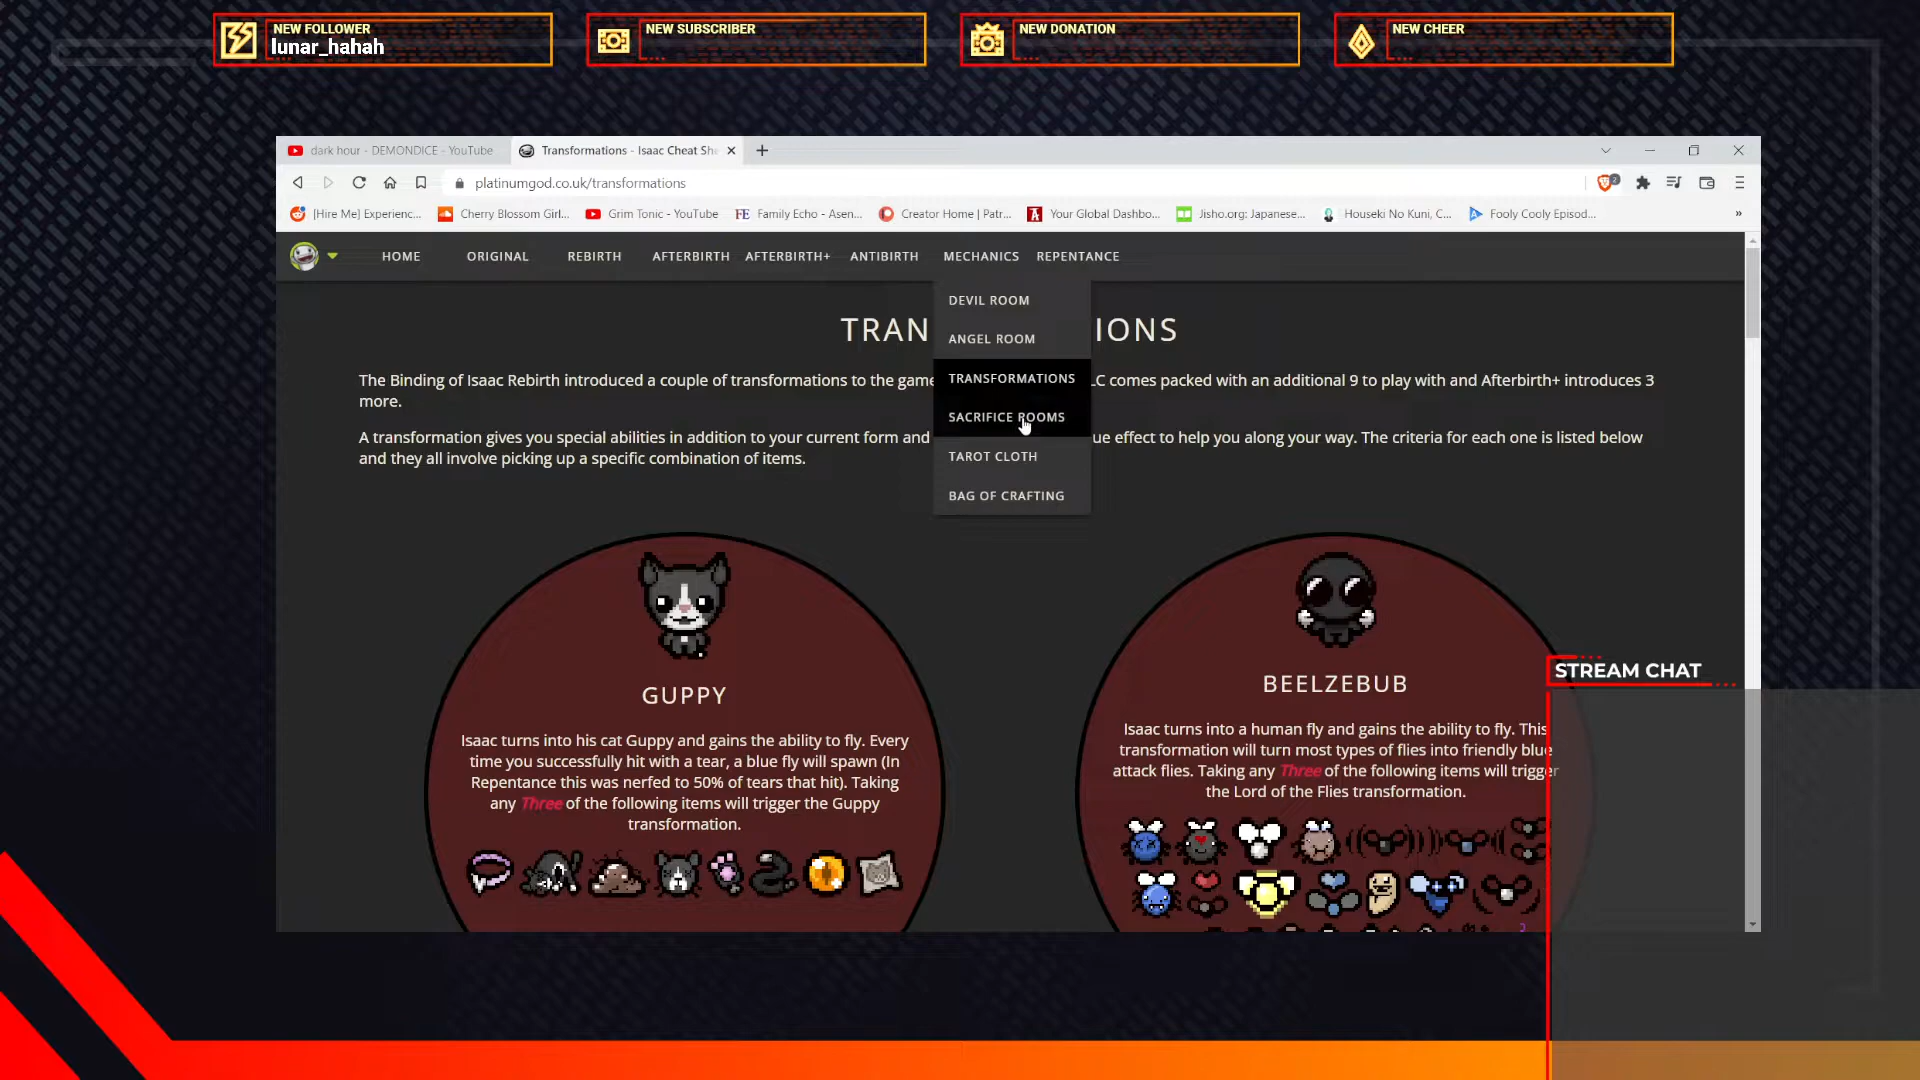 NEW FOLLOWER
lunar_hahah
NEW SUBSCRIBER
NEW DONATION
NEW CHEER
dark hour - DEMONDICE - YouTube
Transformations - Isaac Cheat She
platinumgod.co.uk/transformations
2
[Hire Me] Experienc...
Cherry Blossom Girl...
Grim Tonic - YouTube
FE Family Echo - Asen...
Creator Home | Patr...
Your Global Dashbo...
Jisho.org: Japanese...
Houseki No Kuni, C...
Fooly Cooly Episod...
»
HOME
ORIGINAL
REBIRTH
AFTERBIRTH
AFTERBIRTH+
ANTIBIRTH
MECHANICS
REPENTANCE
DEVIL ROOM
ANGEL ROOM
TRANSFORMATIONS
SACRIFICE ROOMS
TAROT CLOTH
BAG OF CRAFTING
TRAN IONS
The Binding of Isaac Rebirth introduced a couple of transformations to the game LC comes packed with an additional 9 to play with and Afterbirth+ introduces 3
more.
A transformation gives you special abilities in addition to your current form and ue effect to help you along your way. The criteria for each one is listed below
and they all involve picking up a specific combination of items.
GUPPY
Isaac turns into his cat Guppy and gains the ability to fly. Every
time you successfully hit with a tear, a blue fly will spawn (In
Repentance this was nerfed to 50% of tears that hit). Taking
any Three of the following items will trigger the Guppy
transformation.
BEELZEBUB
Isaac turns into a human fly and gains the ability to fly. This
transformation will turn most types of flies into friendly blue
attack flies. Taking any Three of the following items will trigger
the Lord of the Flies transformation.
STREAM CHAT